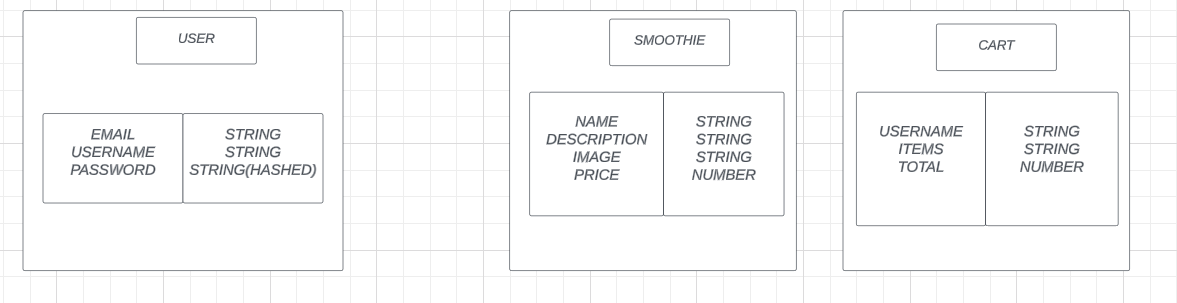 USER
EMAIL
USERNAME
PASSWORD
STRING
STRING
STRING(HASHED)
SMOOTHIE
NAME
DESCRIPTION
IMAGE
PRICE
STRING
STRING
STRING
NUMBER
CART
USERNAME
ITEMS
TOTAL
STRING
STRING
NUMBER